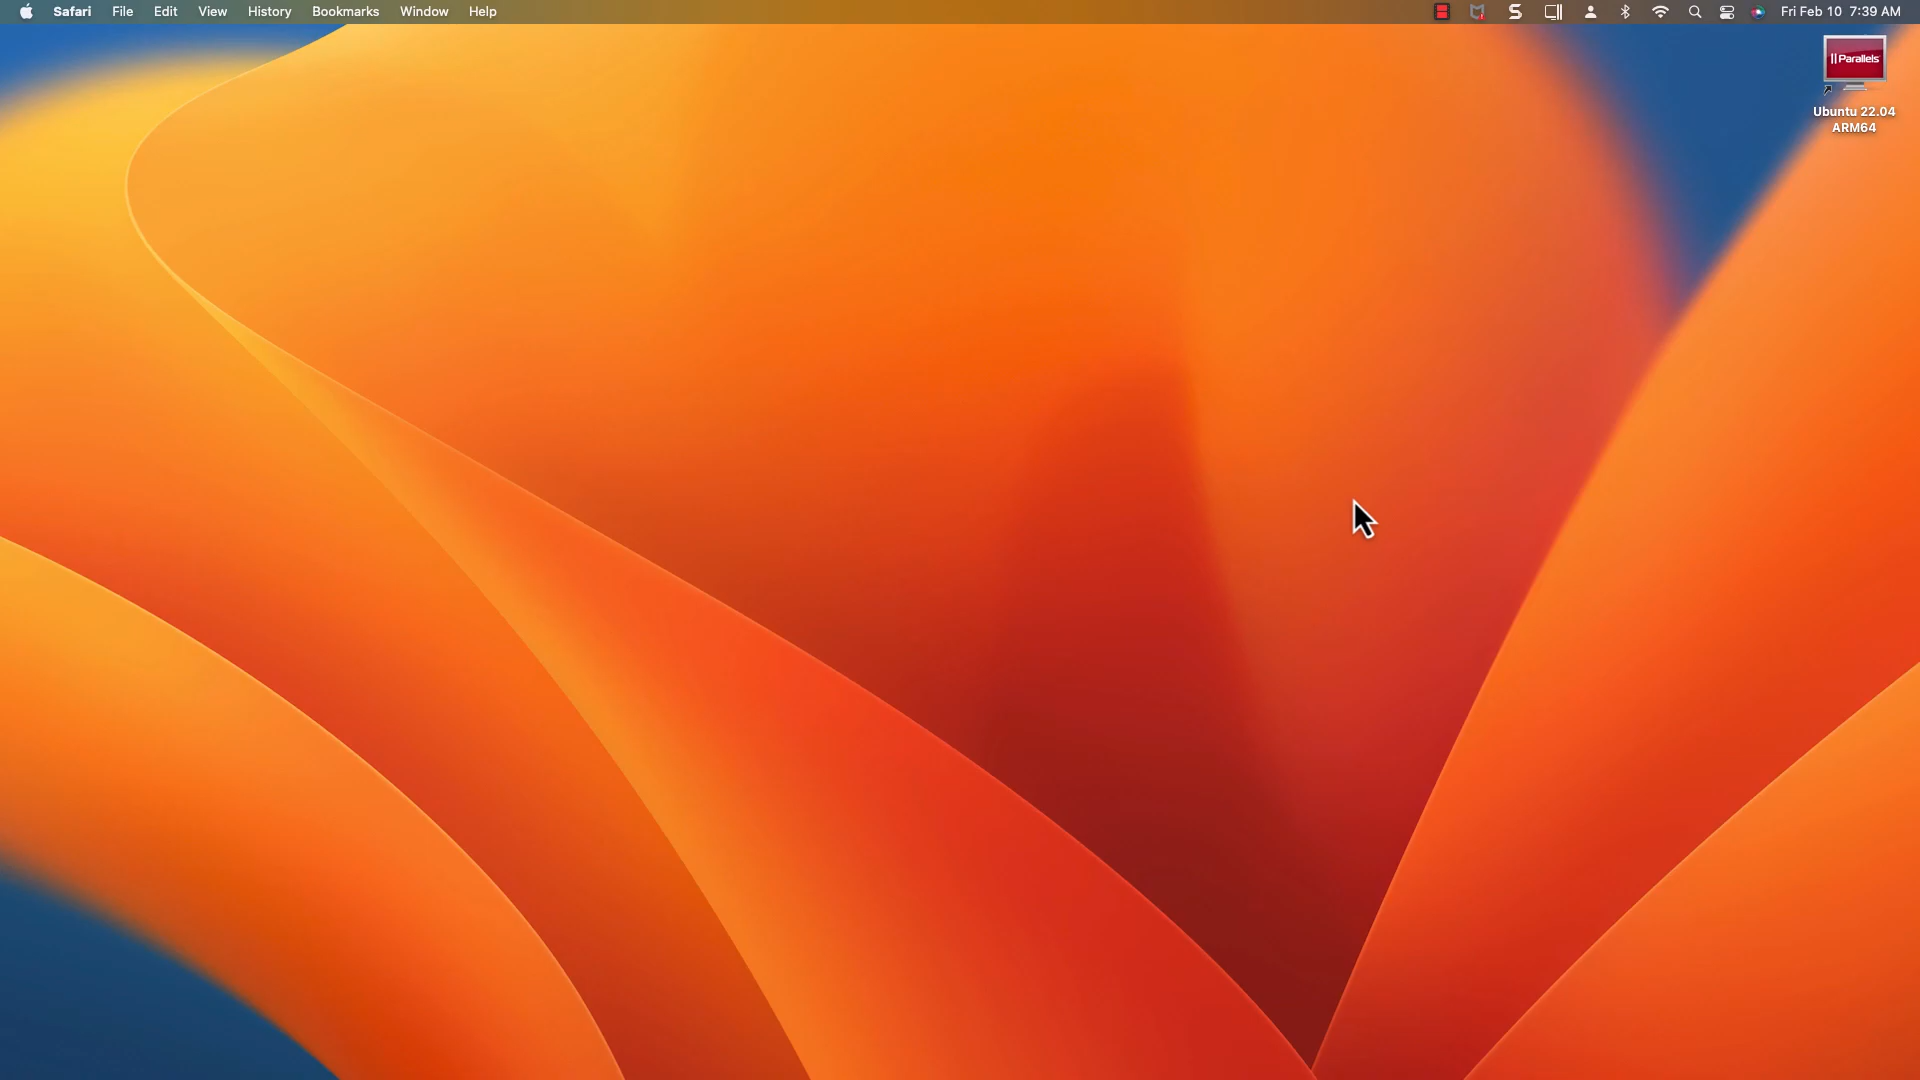 Safari File Edit View History Bookmarks Window Help Fri Feb 10 7:39 AM
Parallels
Ubuntu 22.04
ARM64